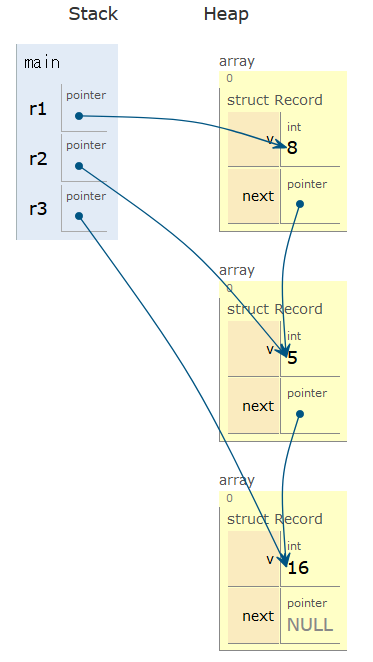 Stack Heap
main
r1 pointer
r2 pointer
r3 pointer
array
0
struct Record
v int 8
next pointer
array
0
struct Record
v int 5
next pointer
array
0
struct Record
v int 16
next pointer NULL